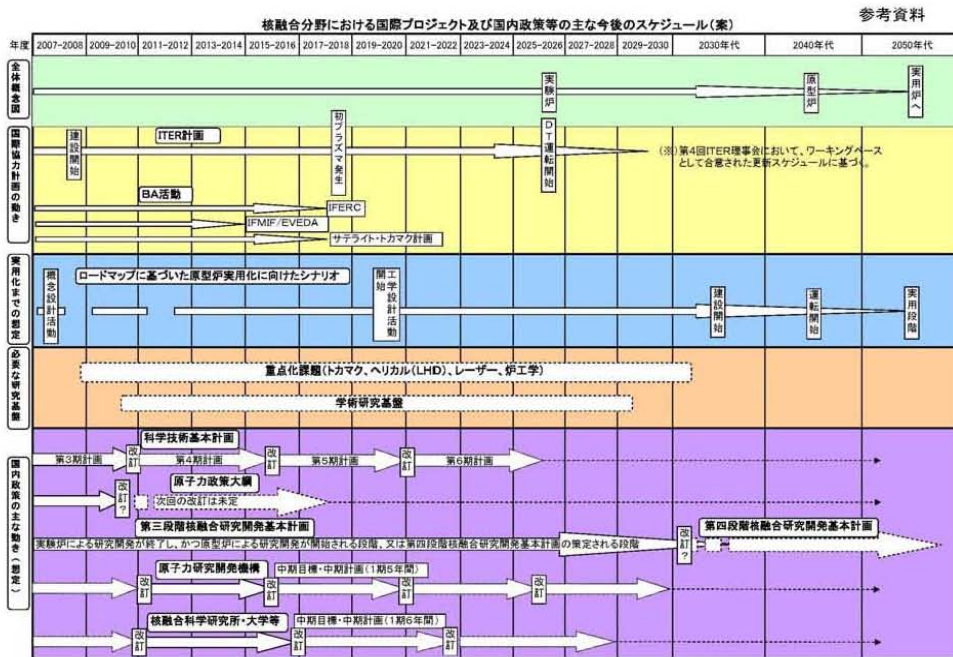 参考資料
核融合分野における国際プロジェクト及び国内政策等の主な今後のスケジュール(案)
年度 2007-2008 2009-2010 2011-2012 2013-2014 2015-2016 2017-2018 2019-2020 2021-2022 2023-2024 2025-2026 2027-2028 2029-2030 2030年代 2040年代 2050年代
全体概念図
実験炉
原型炉
実用炉へ
国際協力計画の動き
建設開始
ITER計画
初プラズマ発生
DT運転開始
(※)第4回ITER理事会において、ワーキングベース
として合意された更新スケジュールに基づく。
BA活動
IFERC
IFMIF/EVEDA
サテライト・トカマク計画
実用化までの想定
概念設計活動
ロードマップに基づいた原型炉実用化に向けたシナリオ
工学設計活動
開始
建設開始
運転開始
実用段階
必要な研究基盤
重点化課題(トカマク、ヘリカル(LHD)、レーザー、炉工学)
学術研究基盤
国内政策の主な動き(想定)
科学技術基本計画
第3期計画 改訂 第4期計画 改訂 第5期計画 改訂 第6期計画
原子力政策大綱
改訂? 次回の改訂は未定
第三段階核融合研究開発基本計画
第四段階核融合研究開発基本計画
実験炉による研究開発が終了し、かつ原型炉による研究開発が開始される段階、又は第四段階核融合研究開発基本計画の策定される段階
改訂?
原子力研究開発機構 中期目標・中期計画(1期5年間)
改訂 改訂 改訂 改訂
核融合科学研究所・大学等 中期目標・中期計画(1期6年間)
改訂 改訂 改訂